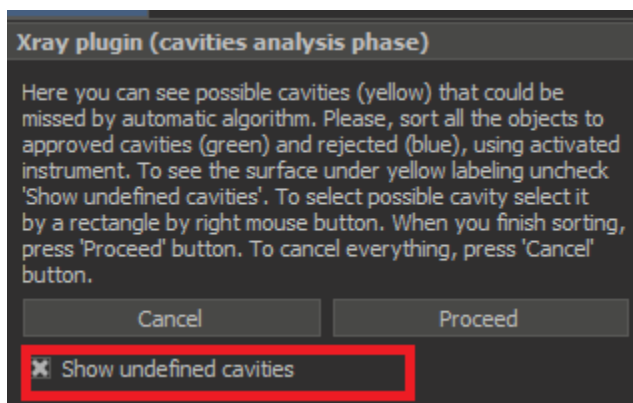 Xray plugin (cavities analysis phase)
Here you can see possible cavities (yellow) that could be
missed by automatic algorithm. Please, sort all the objects to
approved cavities (green) and rejected (blue), using activated
instrument. To see the surface under yellow labeling uncheck
'Show undefined cavities'. To select possible cavity select it
by a rectangle by right mouse button. When you finish sorting,
press 'Proceed' button. To cancel everything, press 'Cancel'
button.
Cancel Proceed
Show undefined cavities